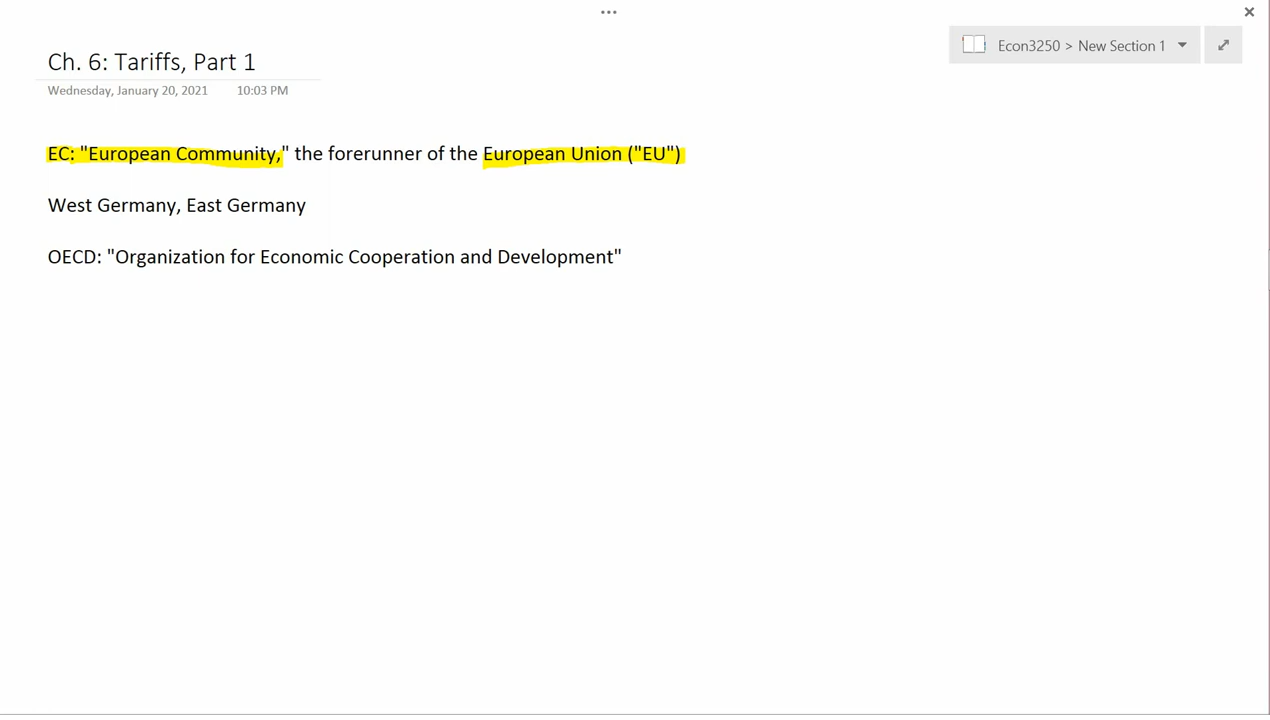 Econ3250 > New Section 1
Ch. 6: Tariffs, Part 1
Wednesday, January 20, 2021 10:03 PM
EC: "European Community," the forerunner of the European Union ("EU")
West Germany, East Germany
OECD: "Organization for Economic Cooperation and Development"